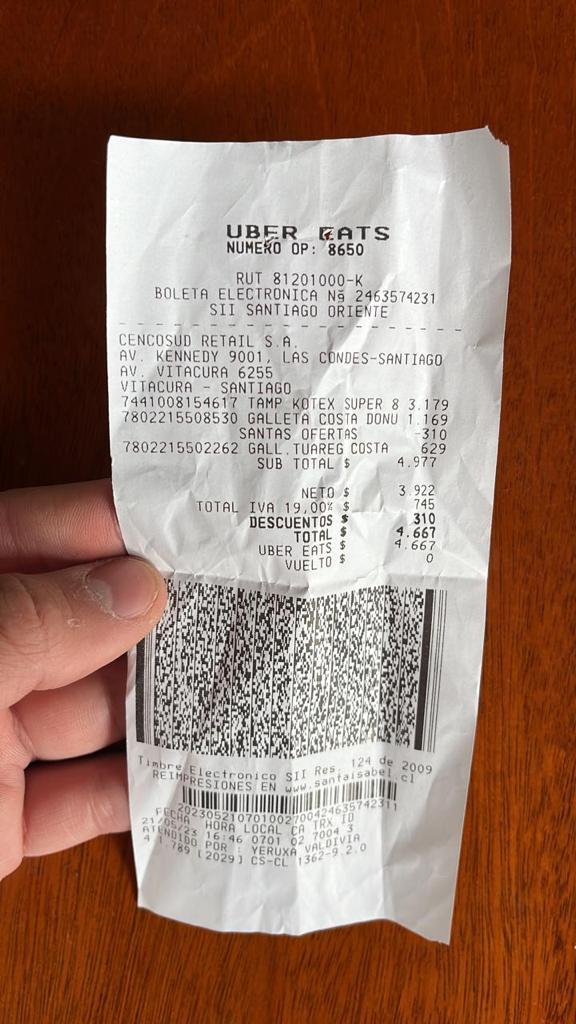 UBER EATS
NUMERO OP: 8650
RUT 81201000-K
BOLETA ELECTRONICA Nº 2463574231
SII SANTIAGO ORIENTE
CENCOSUD RETAIL S.A.
AV. KENNEDY 9001, LAS CONDES-SANTIAGO
AV. VITACURA 6255
VITACURA - SANTIAGO
7441008154617 TAMP KOTEX SUPER 8 3.179
7802215508530 GALLETA COSTA DONU 1.169
SANTAS OFERTAS -310
7802215502262 GALL.TUAREG COSTA 629
SUB TOTAL $ 4.977
NETO $ 3.922
TOTAL IVA 19,00% $ 745
DESCUENTOS $ 310
TOTAL $ 4.667
UBER EATS $ 4.667
VUELTO $ 0
Timbre Electronico SII Res. 124 de 2009
REIMPRESIONES EN www.santaisabel.cl
202305210701002700424635742311
FECHA HORA LOCAL CA TRX ID
21/05/23 16:46 0701 02 7004 3
ATENDIDO POR : YERUXA VALDIVIA
789 [2029] CS-CL 1362-9.2.0